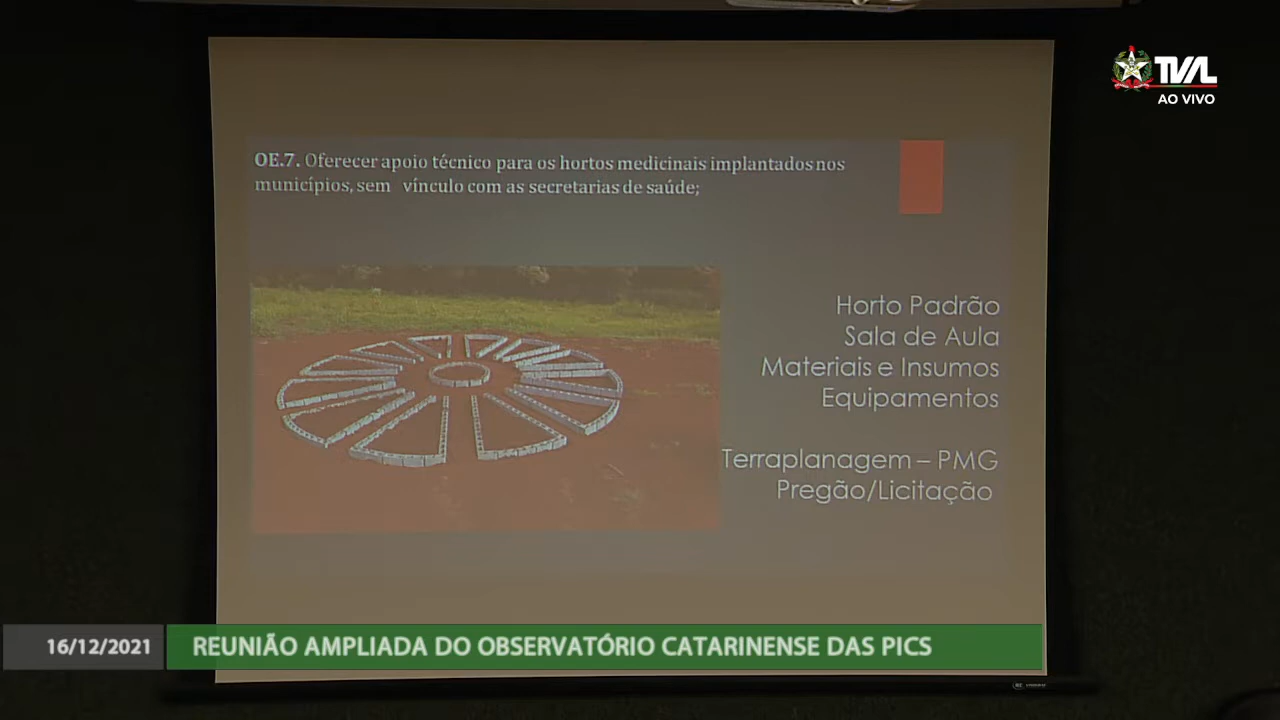 TVAL
AO VIVO
OE.7. Oferecer apoio técnico para os hortos medicinais implantados nos
municípios, sem vínculo com as secretarias de saúde;
Horto Padrão
Sala de Aula
Materiais e Insumos
Equipamentos
Terraplanagem – PMG
Pregão/Licitação
16/12/2021
REUNIÃO AMPLIADA DO OBSERVATÓRIO CATARINENSE DAS PICS